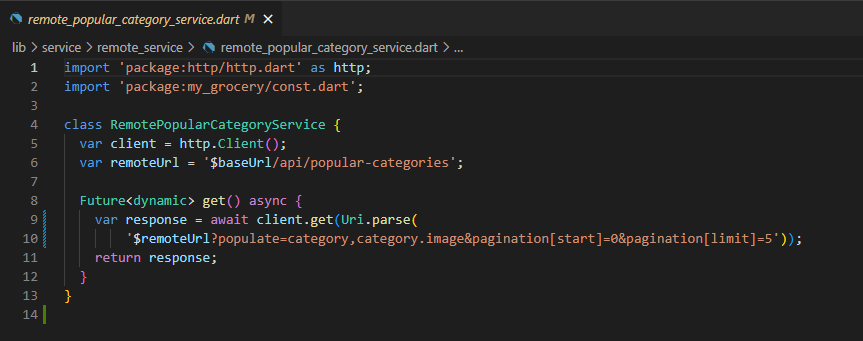 remote_popular_category_service.dart M
lib > service > remote_service > remote_popular_category_service.dart > ...
1 import 'package:http/http.dart' as http;
2 import 'package:my_grocery/const.dart';
3
4 class RemotePopularCategoryService {
5 var client = http.Client();
6 var remoteUrl = '$baseUrl/api/popular-categories';
7
8 Future<dynamic> get() async {
9 var response = await client.get(Uri.parse(
10 '$remoteUrl?populate=category,category.image&pagination[start]=0&pagination[limit]=5'));
11 return response;
12 }
13 }
14